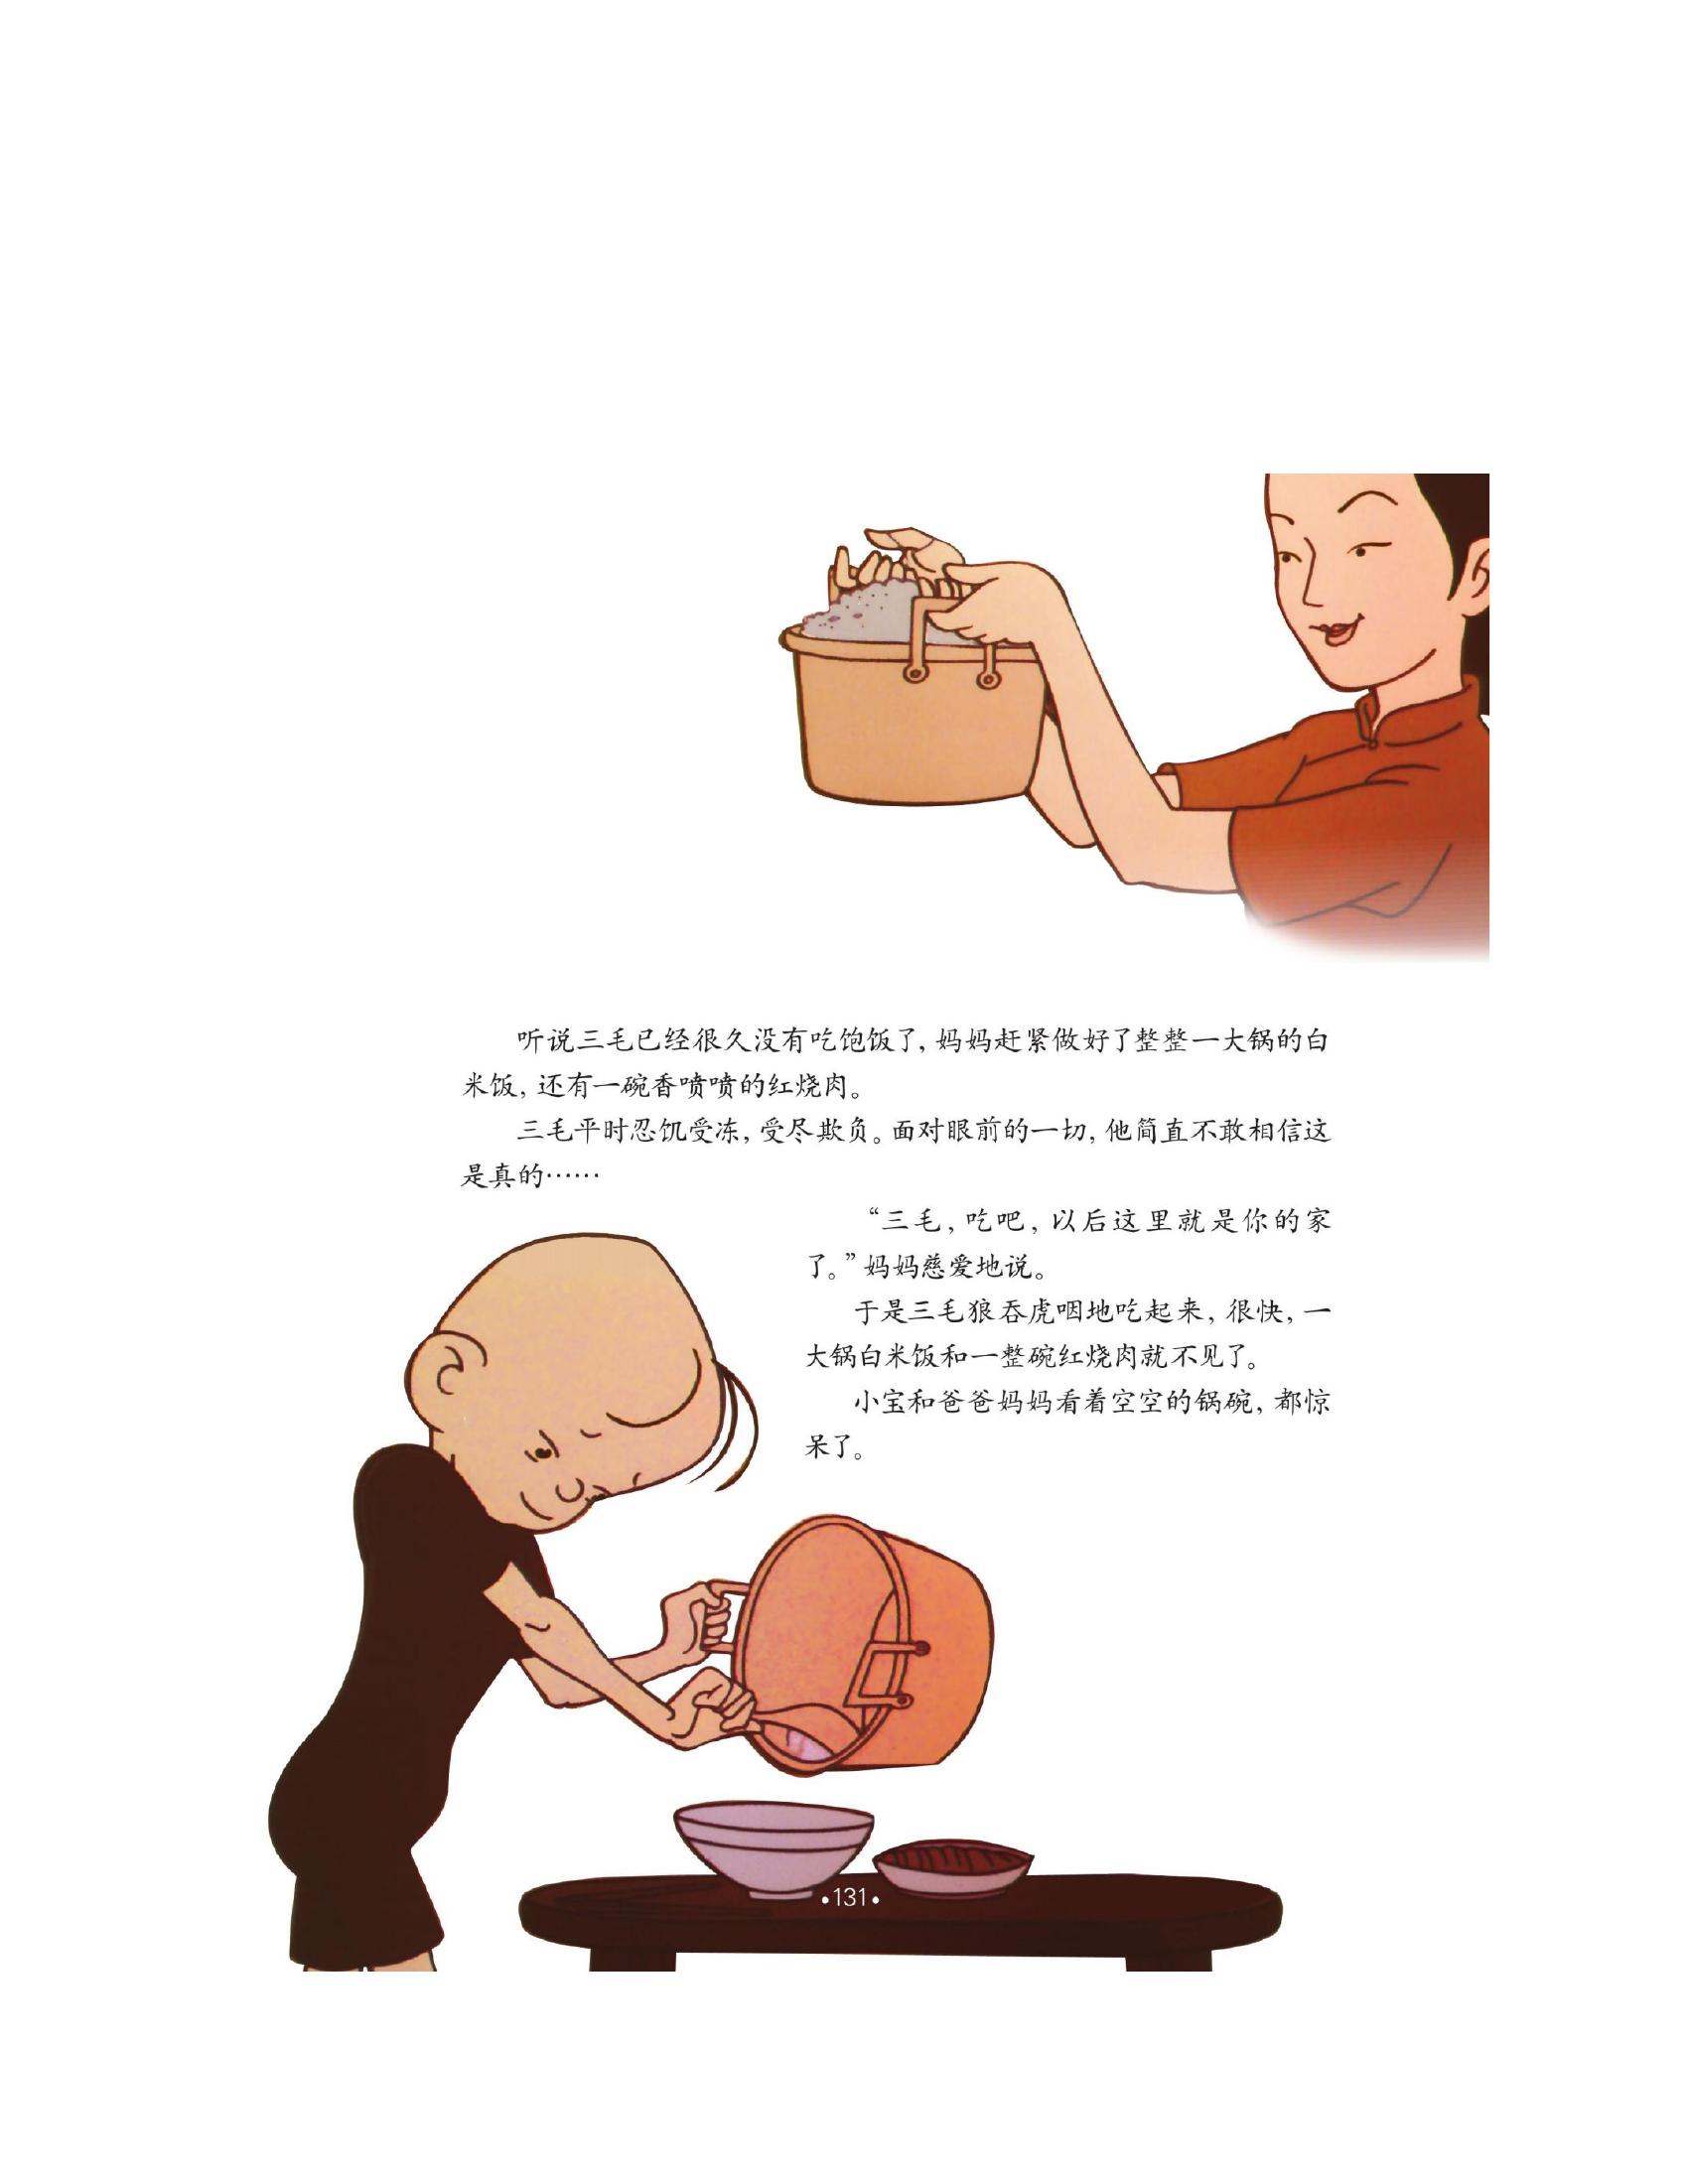 听说三毛已经很久没有吃饱饭了，妈妈赶紧做好了整整一大锅的白
米饭，还有一碗香喷喷的红烧肉。
三毛平时忍饥受冻，受尽欺负。面对眼前的一切，他简直不敢相信这
是真的……
“三毛，吃吧，以后这里就是你的家
了。”妈妈慈爱地说。
于是三毛狼吞虎咽地吃起来，很快，一
大锅白米饭和一整碗红烧肉就不见了。
小宝和爸爸妈妈看着空空的锅碗，都惊
呆了。
•131•